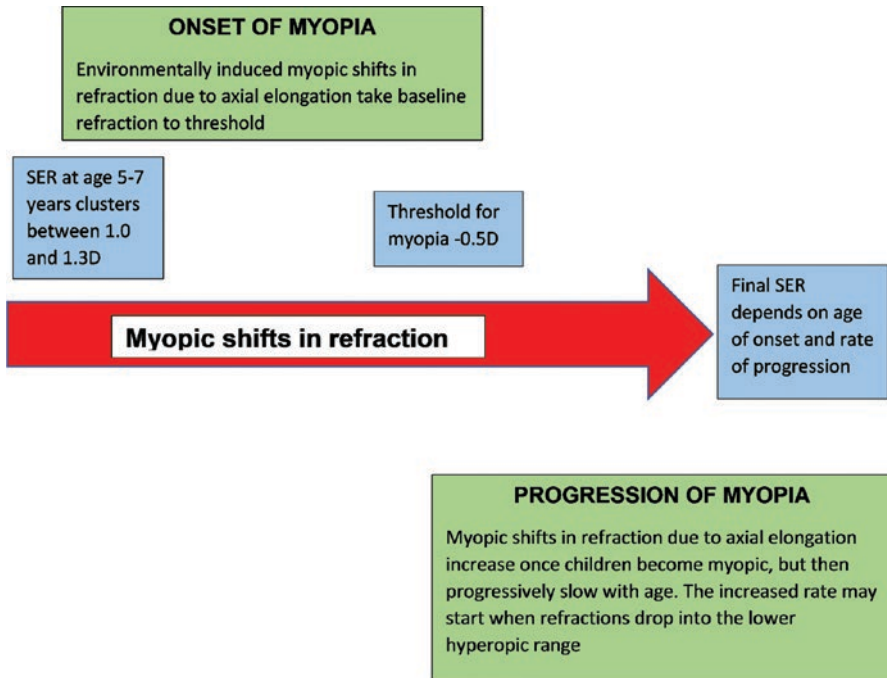 ONSET OF MYOPIA
Environmentally induced myopic shifts in
refraction due to axial elongation take baseline
refraction to threshold
SER at age 5-7
years clusters
between 1.0
and 1.3D
Threshold for
myopia -0.5D
Final SER
depends on age
of onset and rate
of progression
Myopic shifts in refraction
PROGRESSION OF MYOPIA
Myopic shifts in refraction due to axial elongation
increase once children become myopic, but then
progressively slow with age. The increased rate may
start when refractions drop into the lower
hyperopic range